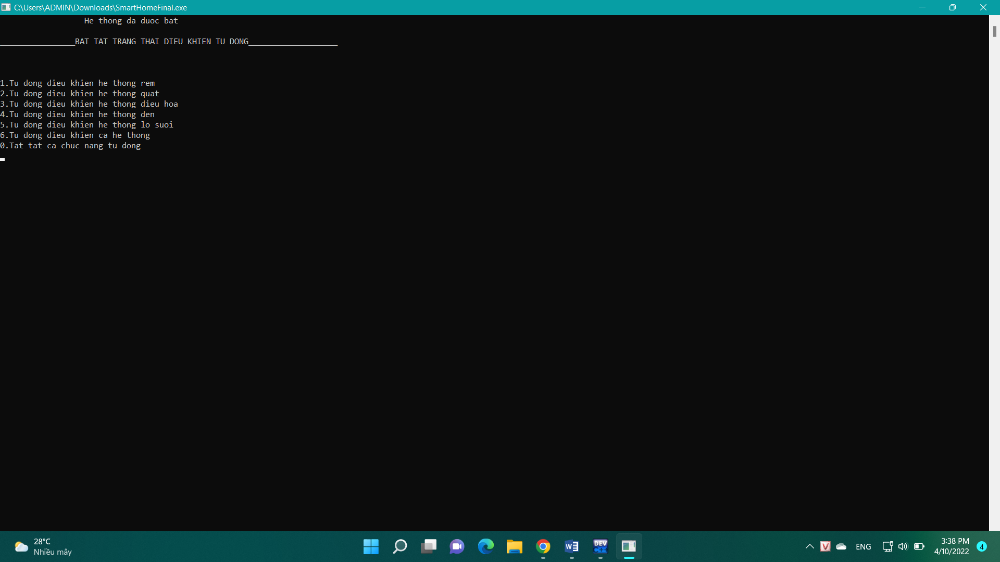 C:\Users\ADMIN\Downloads\SmartHomeFinal.exe
He thong da duoc bat
________________BAT TAT TRANG THAI DIEU KHIEN TU DONG___________________
1.Tu dong dieu khien he thong rem
2.Tu dong dieu khien he thong quat
3.Tu dong dieu khien he thong dieu hoa
4.Tu dong dieu khien he thong den
5.Tu dong dieu khien he thong lo suoi
6.Tu dong dieu khien ca he thong
0.Tat tat ca chuc nang tu dong
28°C
Nhiều mây
W
DEV
C++
V
ENG
3:38 PM
4/10/2022
4